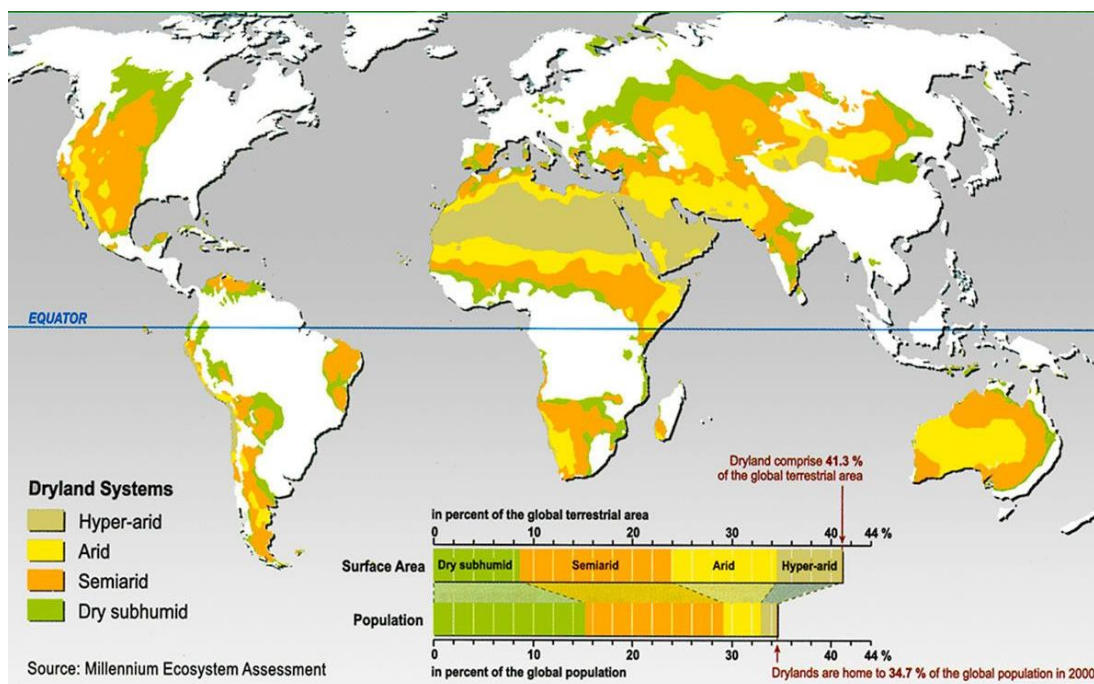 EQUATOR
Dryland Systems
Hyper-arid
Arid
Semiarid
Dry subhumid
Source: Millennium Ecosystem Assessment
Dryland comprise 41.3 %
of the global terrestrial area
in percent of the global terrestrial area
0 10 20 30 40 44 %
Surface Area Dry subhumid Semiarid Arid Hyper-arid
Population
0 10 20 30 40 44 %
in percent of the global population
Drylands are home to 34.7 % of the global population in 2000